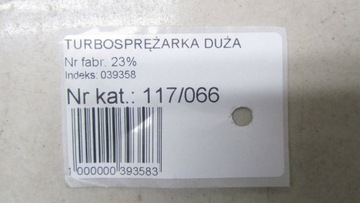 TURBOSPRĘŻARKA DUŻA
Nr fabr. 23%
Indeks: 039358
Nr kat.: 117/066
1 000000 393583